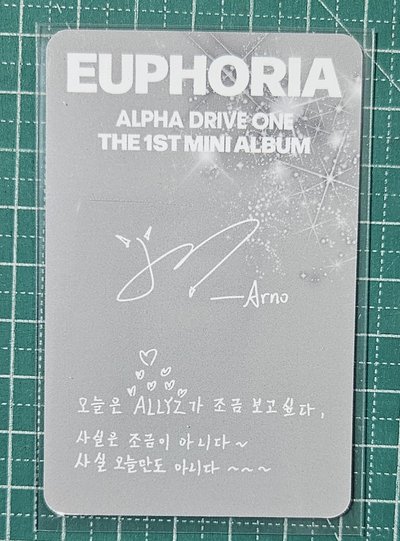 EUPHORIA
ALPHA DRIVE ONE
THE 1ST MINI ALBUM
—Arno
오늘은 ALLYZ가 조금 보고싶다,
사실은 조금이 아니다~
사실 오늘만도 아니다~~~